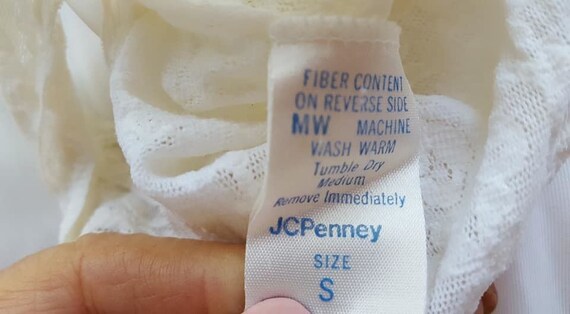 FIBER CONTENT
ON REVERSE SIDE
MW MACHINE
WASH WARM
Tumble Dry
Medium
Remove Immediately
JCPenney
SIZE
S